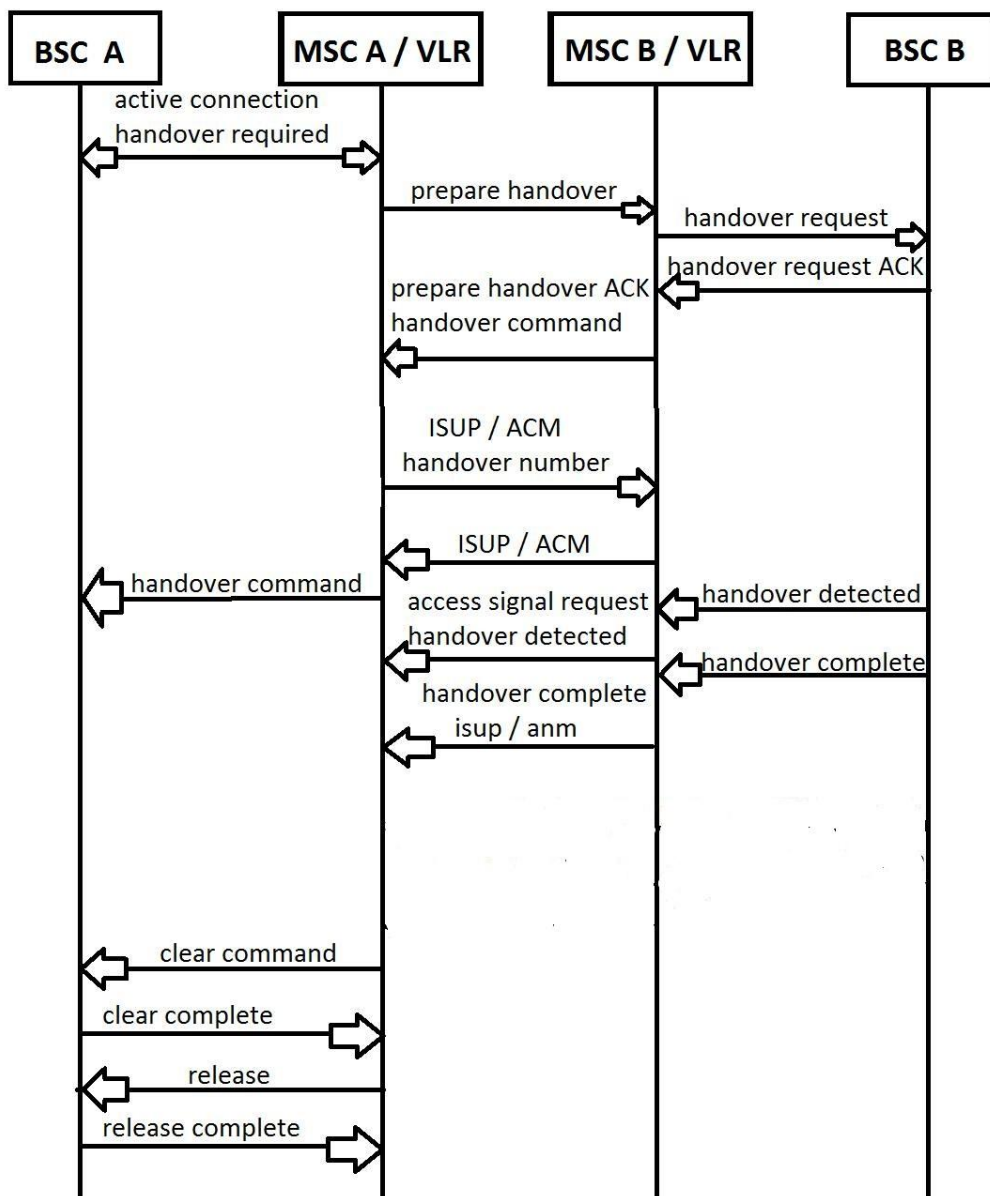 BSC A
MSC A / VLR
MSC B / VLR
BSC B
active connection
handover required
prepare handover
handover request
handover request ACK
prepare handover ACK
handover command
ISUP / ACM
handover number
ISUP / ACM
handover command
handover detected
access signal request
handover detected
handover complete
handover complete
isup / anm
clear command
clear complete
release
release complete